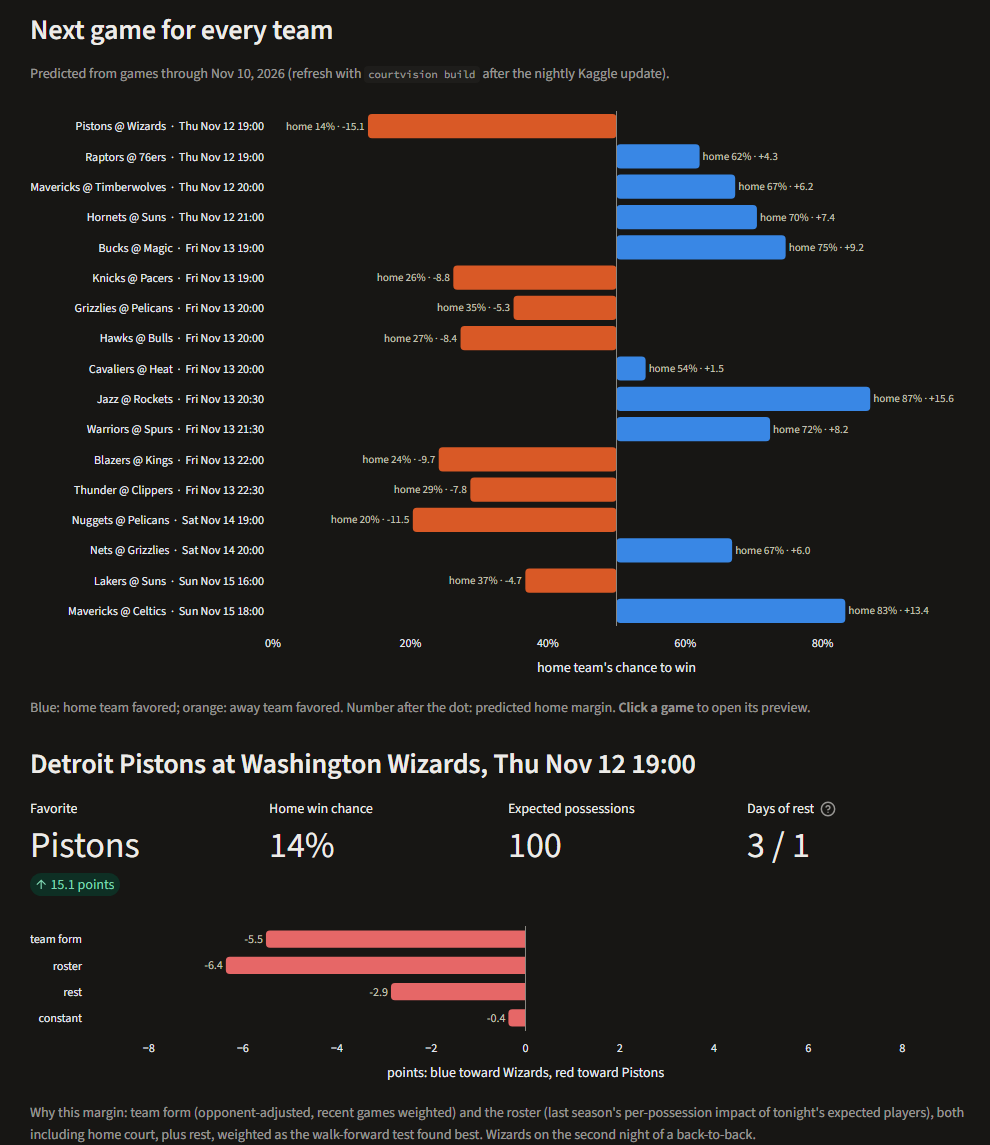 Next game for every team
Predicted from games through Nov 10, 2026 (refresh with courtvision build after the nightly Kaggle update).
Pistons @ Wizards · Thu Nov 12 19:00 home 14% · -15.1
Raptors @ 76ers · Thu Nov 12 19:00 home 62% · +4.3
Mavericks @ Timberwolves · Thu Nov 12 20:00 home 67% · +6.2
Hornets @ Suns · Thu Nov 12 21:00 home 70% · +7.4
Bucks @ Magic · Fri Nov 13 19:00 home 75% · +9.2
Knicks @ Pacers · Fri Nov 13 19:00 home 26% · -8.8
Grizzlies @ Pelicans · Fri Nov 13 20:00 home 35% · -5.3
Hawks @ Bulls · Fri Nov 13 20:00 home 27% · -8.4
Cavaliers @ Heat · Fri Nov 13 20:00 home 54% · +1.5
Jazz @ Rockets · Fri Nov 13 20:30 home 87% · +15.6
Warriors @ Spurs · Fri Nov 13 21:30 home 72% · +8.2
Blazers @ Kings · Fri Nov 13 22:00 home 24% · -9.7
Thunder @ Clippers · Fri Nov 13 22:30 home 29% · -7.8
Nuggets @ Pelicans · Sat Nov 14 19:00 home 20% · -11.5
Nets @ Grizzlies · Sat Nov 14 20:00 home 67% · +6.0
Lakers @ Suns · Sun Nov 15 16:00 home 37% · -4.7
Mavericks @ Celtics · Sun Nov 15 18:00 home 83% · +13.4
0% 20% 40% 60% 80%
home team's chance to win
Blue: home team favored; orange: away team favored. Number after the dot: predicted home margin. Click a game to open its preview.
Detroit Pistons at Washington Wizards, Thu Nov 12 19:00
Favorite Home win chance Expected possessions Days of rest ?
Pistons 14% 100 3 / 1
↑ 15.1 points
team form -5.5
roster -6.4
rest -2.9
constant -0.4
−8 −6 −4 −2 0 2 4 6 8
points: blue toward Wizards, red toward Pistons
Why this margin: team form (opponent-adjusted, recent games weighted) and the roster (last season's per-possession impact of tonight's expected players), both
including home court, plus rest, weighted as the walk-forward test found best. Wizards on the second night of a back-to-back.